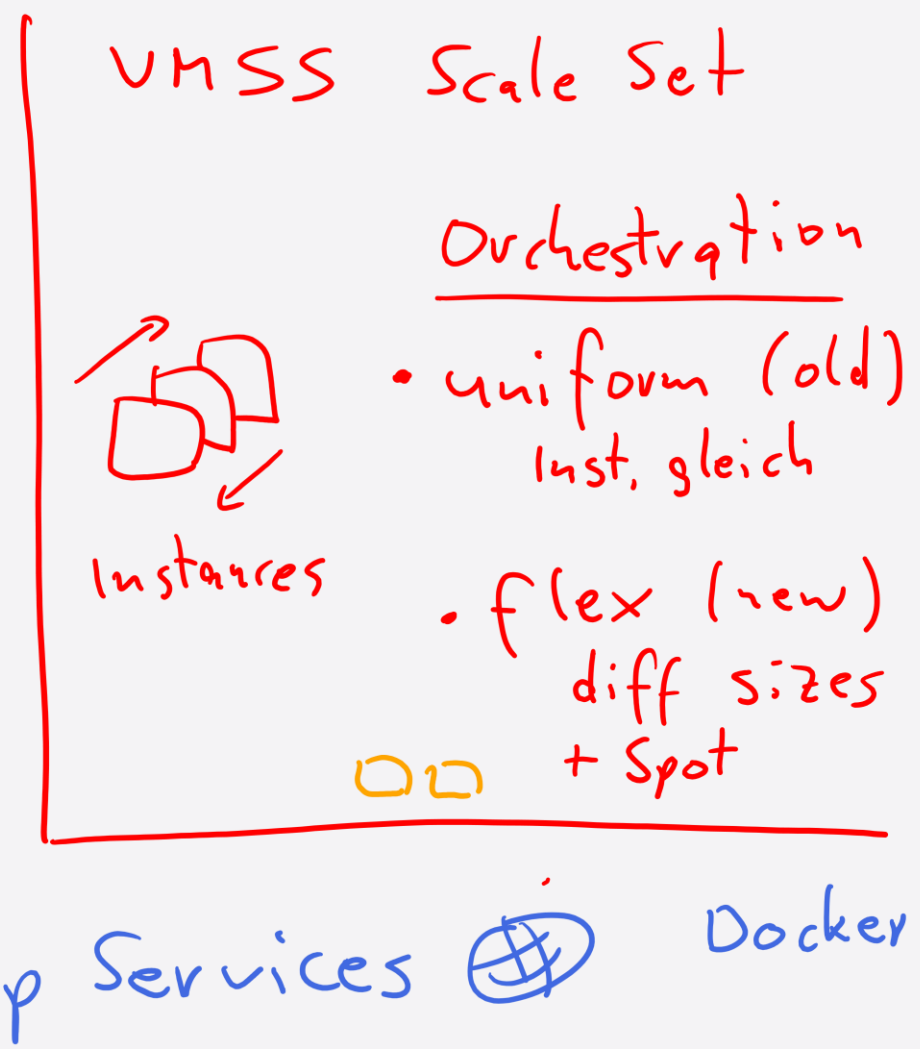 VMSS Scale Set
Orchestration
• uniform (old)
Inst. gleich
Instances
• flex (new)
diff sizes
+ Spot
p Services
Docker